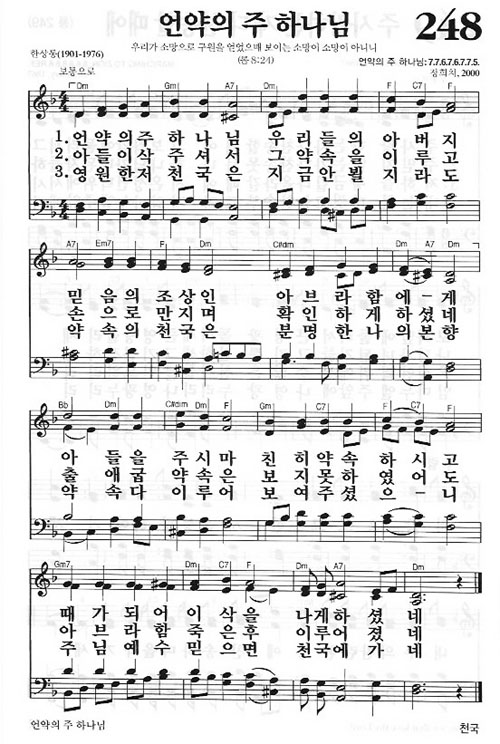 언약의 주 하나님
248
우리가 소망으로 구원을 얻었으매 보이는 소망이 소망이 아니니
(롬 8:24)
한상동(1901-1976)
언약의 주 하나님:7.7.6.7.6.7.7.5.
보통으로
정희치, 2000
Dm Gm A7 Dm F
1.언약의주 하나님 우리들의 아버지
2.아들이삭 주셔서 그약속을 이루고
3.영원한저 천국은 지금안뵐 지라도
A7 Em7 F Dm C#dim Dm A7
믿음의 조상인 아브라함에-게
손으로 만지며 확인하게 하셨네
약속의 천국은 분명한 나의 본향
Bb Dm C#dim Dm F Gm C7 F
아들을 주시마 친히 약속하시고
출애굽 약속은 보지 못하였어도
약속 다 이루어 보여 주셨으니
Gm7 Dm F C7 Dm
때가되어 이삭을 나게 하셨네
아브라함 죽은후 이루어졌네
주님예수 믿으면 천국에 가네
언약의 주 하나님
천국